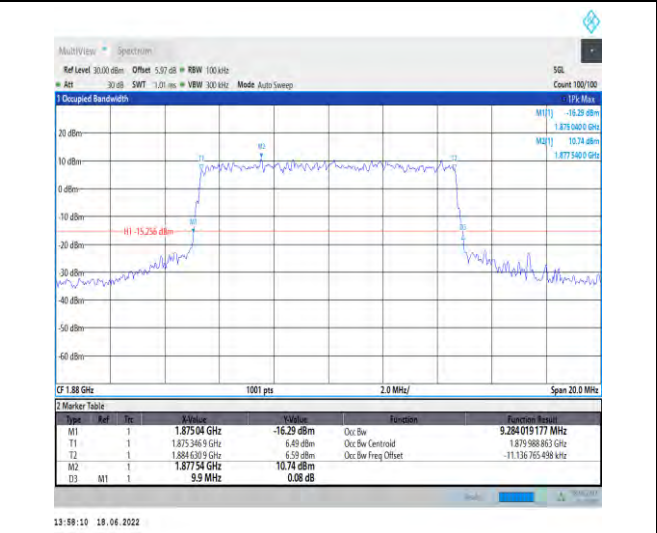 MultiView Spectrum
Ref Level 30.00 dBm Offset 5.97 dB RBW 100 kHz SGL
Att 30 dB SWT 1.01 ms VBW 300 kHz Mode Auto Sweep Count 100/100
1 Occupied Bandwidth 1Pk Max
M1[1] -16.29 dBm
1.875 040 0 GHz
20 dBm M2[1] 10.74 dBm
1.877 540 0 GHz
M2
T1 T2
10 dBm
0 dBm
-10 dBm
M1 D3
H1 -15.256 dBm
-20 dBm
-30 dBm
-40 dBm
-50 dBm
-60 dBm
CF 1.88 GHz 1001 pts 2.0 MHz/ Span 20.0 MHz
2 Marker Table
Type Ref Trc X-Value Y-Value Function Function Result
M1 1 1.875 04 GHz -16.29 dBm Occ Bw 9.284 019 177 MHz
T1 1 1.875 346 9 GHz 6.49 dBm Occ Bw Centroid 1.879 988 863 GHz
T2 1 1.884 630 9 GHz 6.59 dBm Occ Bw Freq Offset -11.136 765 498 kHz
M2 1 1.877 54 GHz 10.74 dBm
D3 M1 1 9.9 MHz 0.08 dB
13:58:10 18.06.2022